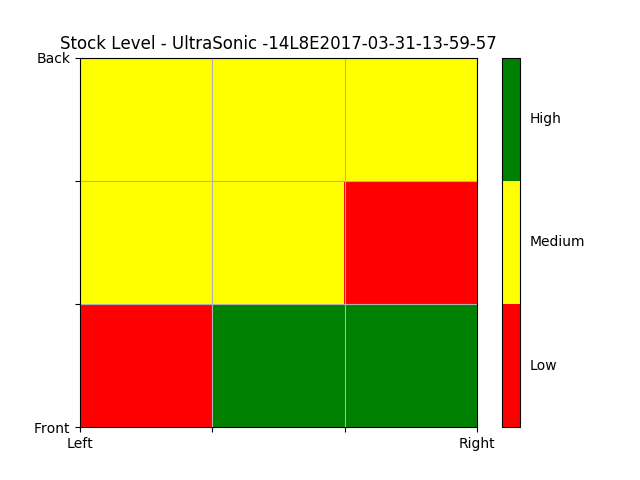 Stock Level - UltraSonic -14L8E2017-03-31-13-59-57
Back
High
Medium
Low
Front
Left
Right